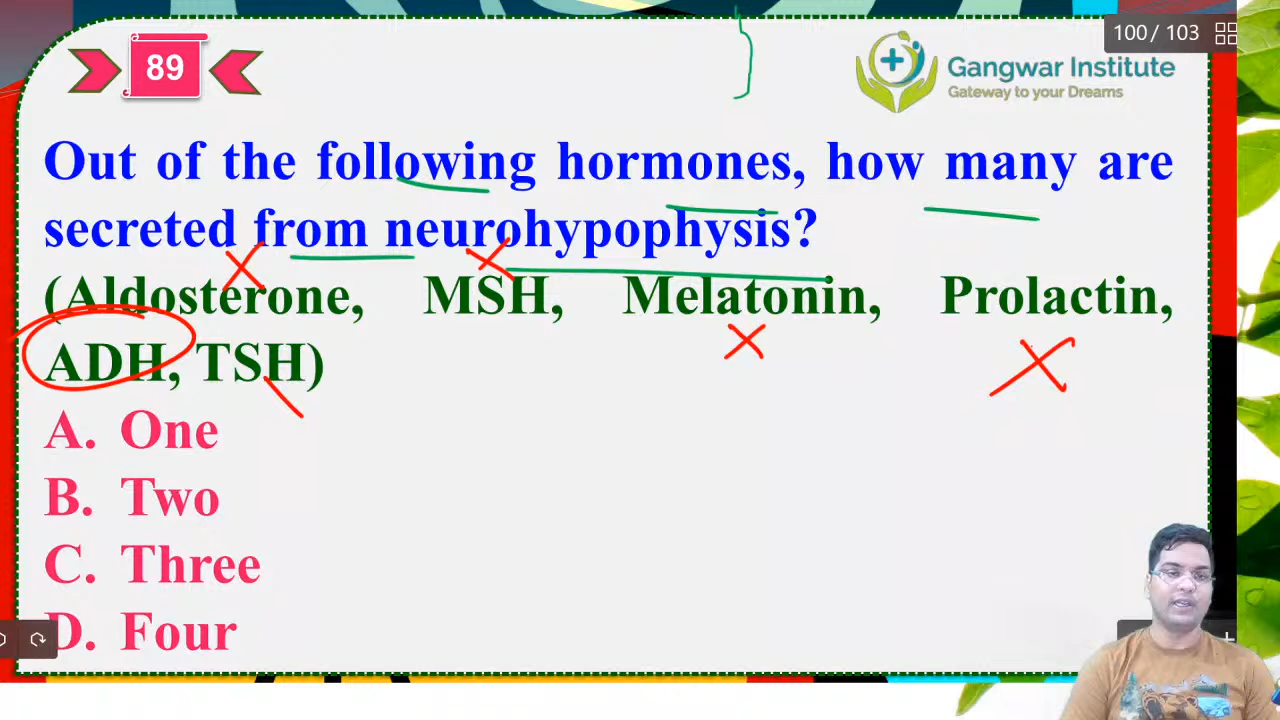 100 / 103
89
Gangwar Institute
Gateway to your Dreams
Out of the following hormones, how many are
secreted from neurohypophysis?
(Aldosterone, MSH, Melatonin, Prolactin,
ADH, TSH)
A. One
B. Two
C. Three
D. Four